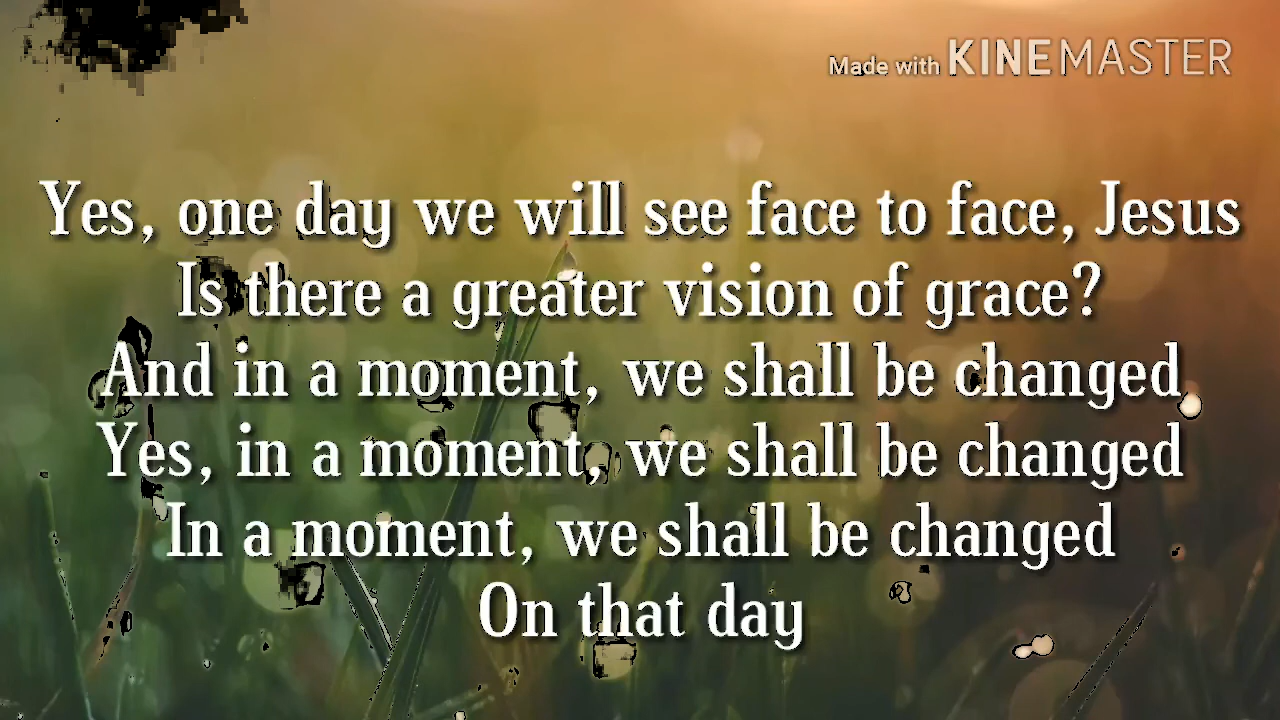 Made with KINEMASTER
Yes, one day we will see face to face, Jesus
Is there a greater vision of grace?
And in a moment, we shall be changed
Yes, in a moment, we shall be changed
In a moment, we shall be changed
On that day